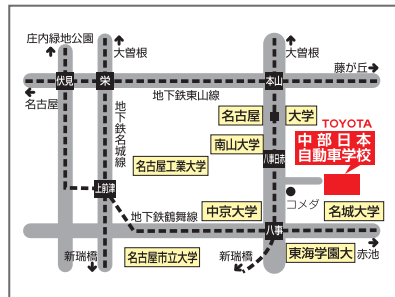 庄内緑地公園
大曽根
大曽根
藤が丘
伏見
栄
本山
名古屋
地下鉄東山線
名古屋
大学
TOYOTA
中部日本
自動車学校
地下鉄名城線
南山大学
八事日赤
名古屋工業大学
上前津
コメダ
中京大学
名城大学
地下鉄鶴舞線
八事
新瑞橋
名古屋市立大学
新瑞橋
東海学園大
赤池